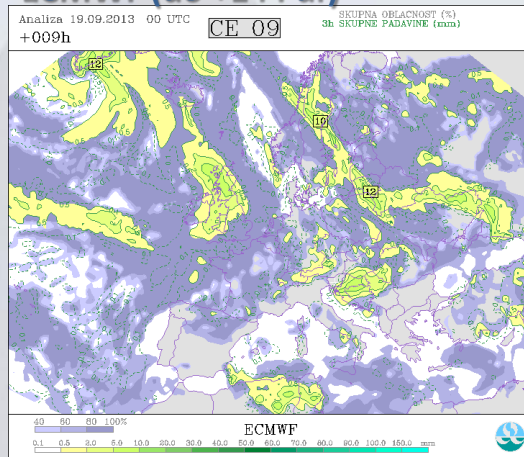 Analiza 19.09.2013 00 UTC
+009h
CE 09
SKUPNA OBLACNOST (%)
3h SKUPNE PADAVINE (mm)
12
10
12
40 60 80 100%
ECMWF
0.1 0.5 2.0 5.0 10.0 20.0 30.0 40.0 50.0 60.0 70.0 80.0 90.0 100.0 150.0 mm